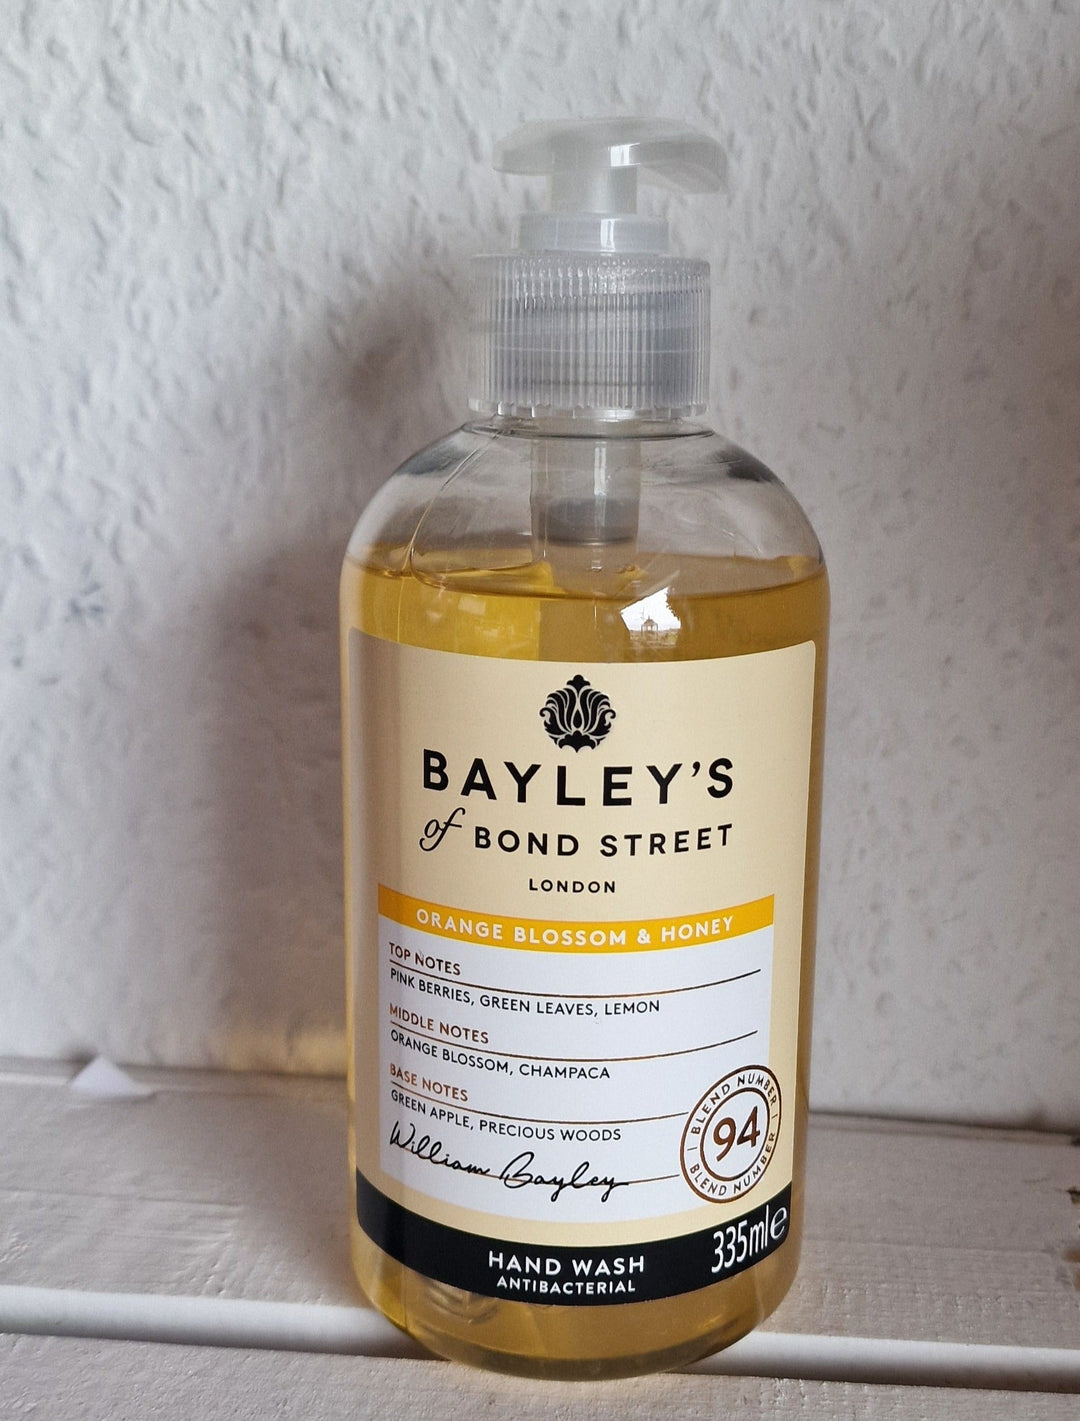 BAYLEY'S
of BOND STREET
LONDON
ORANGE BLOSSOM & HONEY
TOP NOTES
PINK BERRIES, GREEN LEAVES, LEMON
MIDDLE NOTES
ORANGE BLOSSOM, CHAMPACA
BASE NOTES
GREEN APPLE, PRECIOUS WOODS
William Bayley
BLEND NUMBER
94
BLEND NUMBER
HAND WASH
ANTIBACTERIAL
335ml e